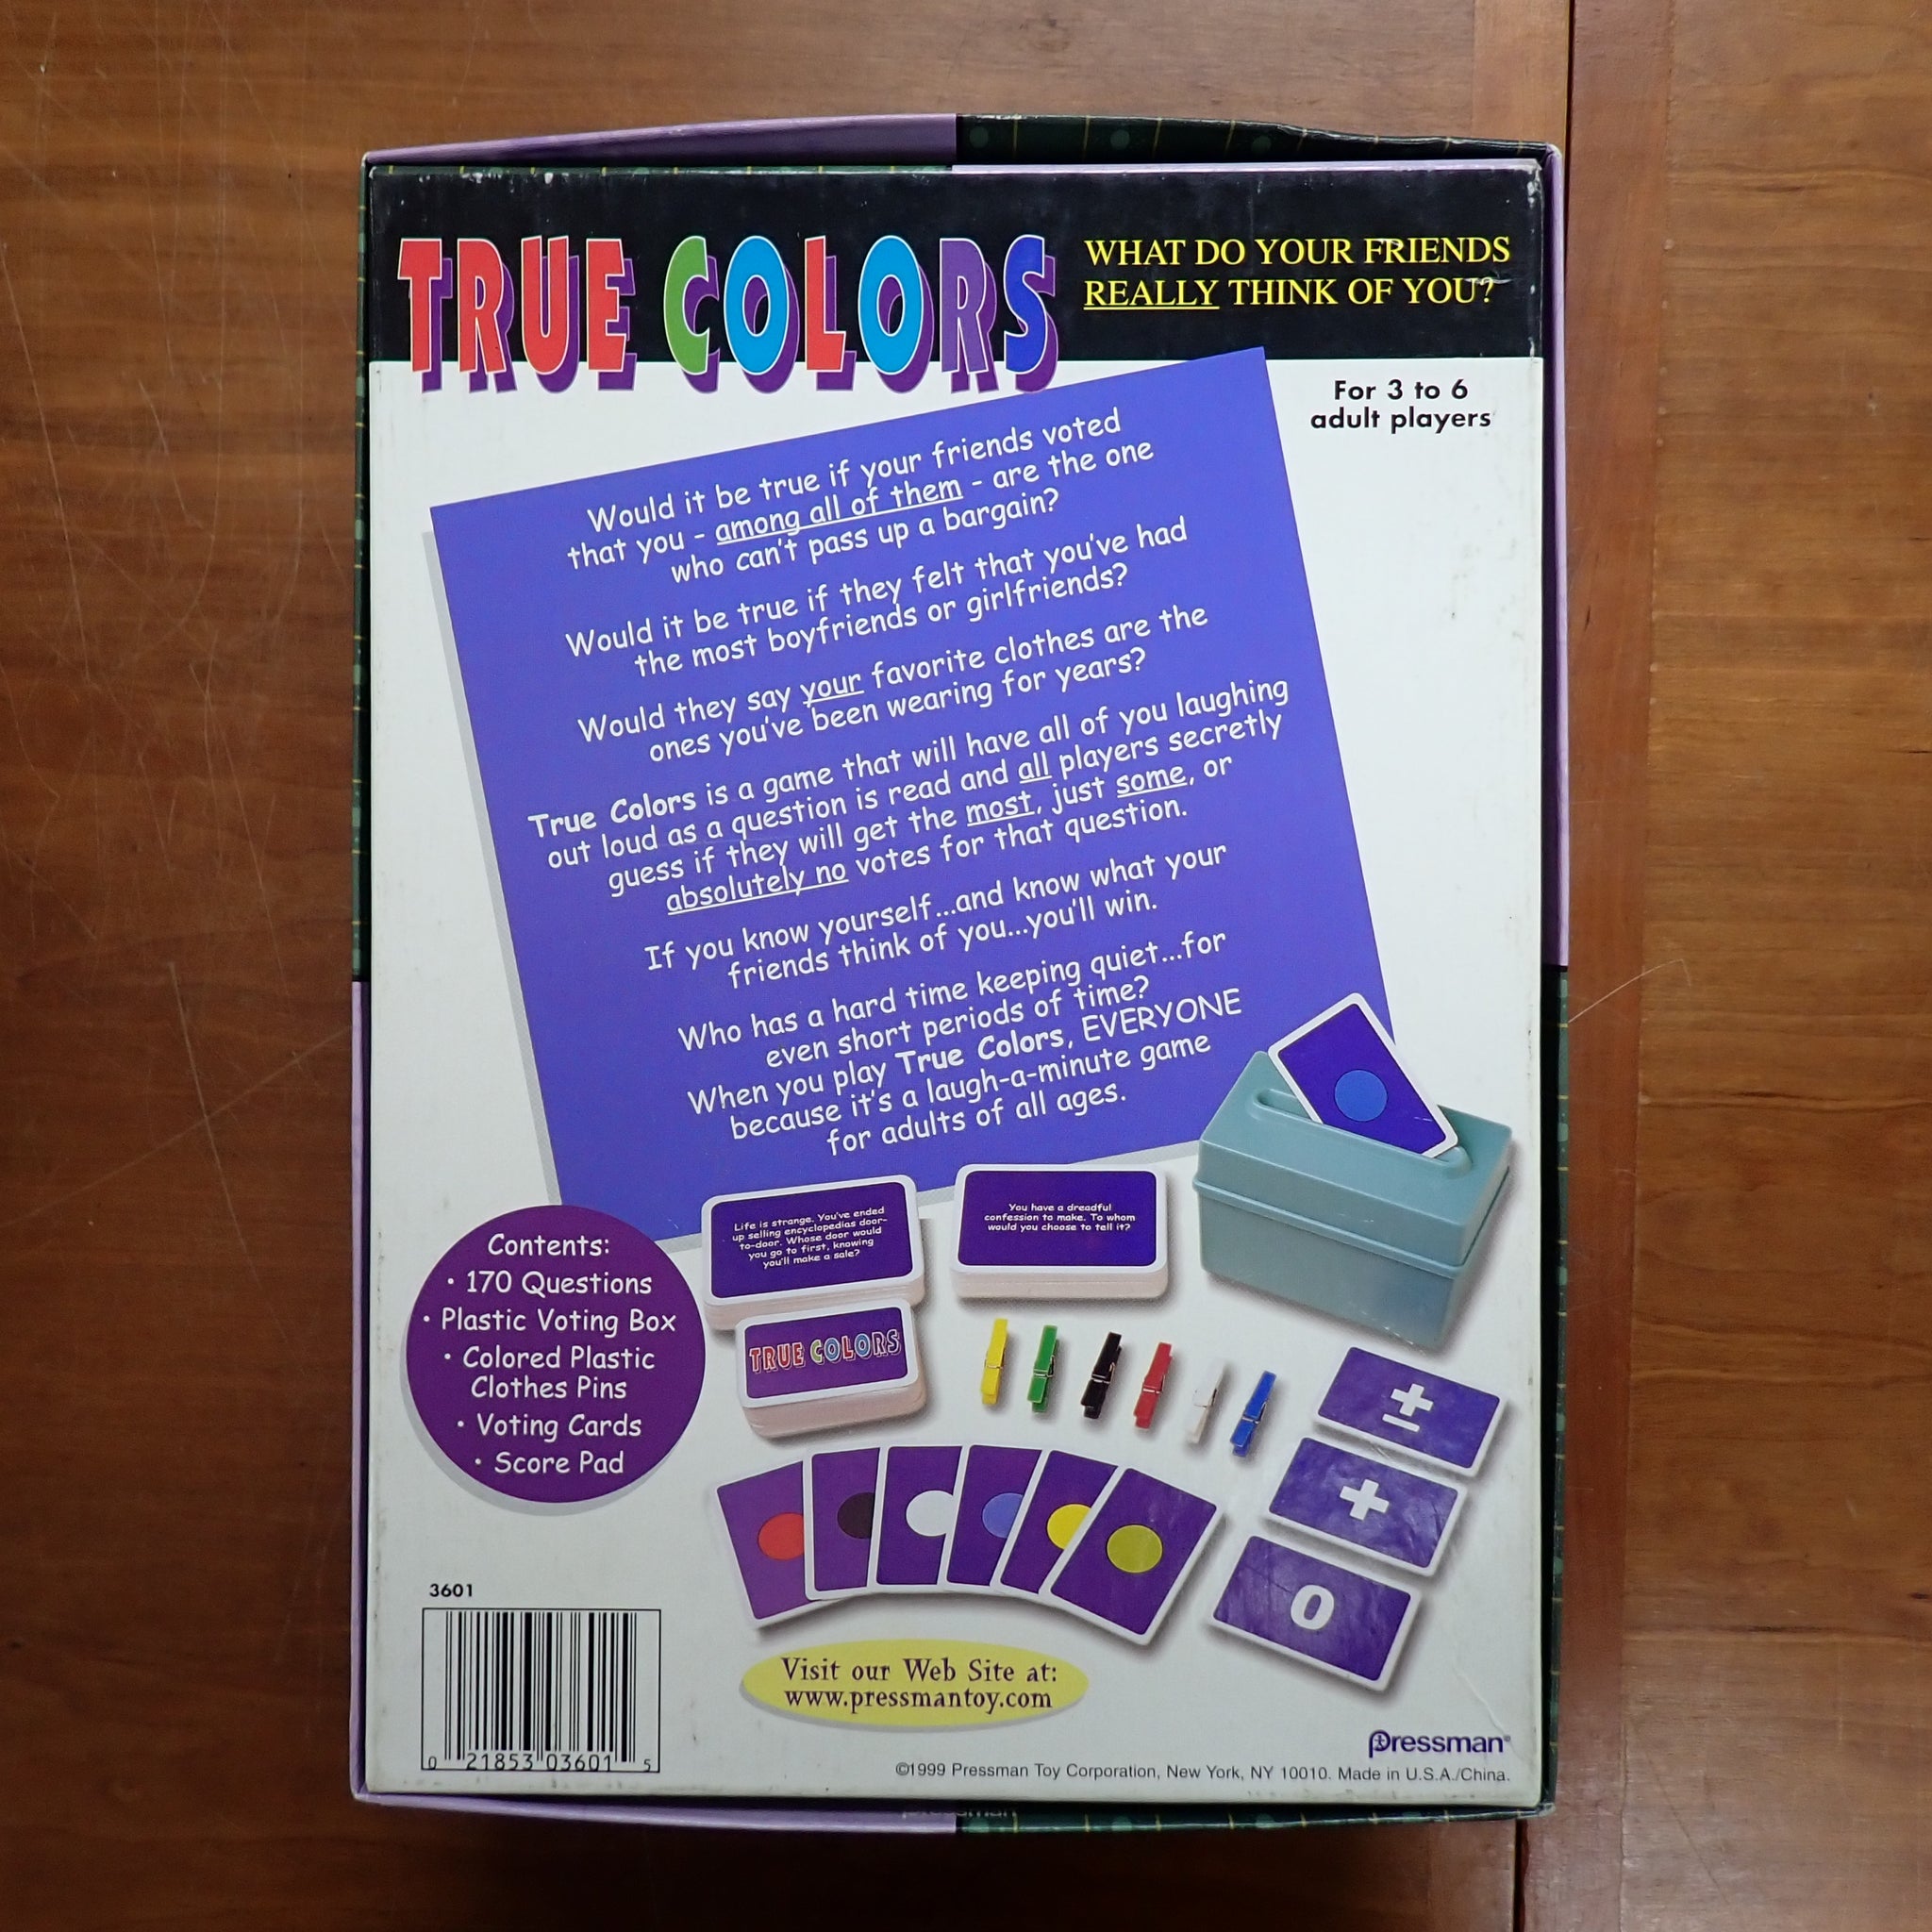 TRUE COLORS
WHAT DO YOUR FRIENDS
REALLY THINK OF YOU?
For 3 to 6
adult players
Would it be true if your friends voted
that you - among all of them - are the one
who can't pass up a bargain?
Would it be true if they felt that you've had
the most boyfriends or girlfriends?
Would they say your favorite clothes are the
ones you've been wearing for years?
True Colors is a game that will have all of you laughing
out loud as a question is read and all players secretly
guess if they will get the most, just some, or
absolutely no votes for that question.
If you know yourself...and know what your
friends think of you...you'll win.
Who has a hard time keeping quiet...for
even short periods of time?
When you play True Colors, EVERYONE
because it's a laugh-a-minute game
for adults of all ages.
Life is strange. You've ended
up selling encyclopedias door-
to-door. Whose door would
you go to first, knowing
you'll make a sale?
You have a dreadful
confession to make. To whom
would you choose to tell it?
TRUE COLORS
Contents:
• 170 Questions
• Plastic Voting Box
• Colored Plastic
Clothes Pins
• Voting Cards
• Score Pad
±
+
0
3601
0 21853 03601 5
Visit our Web Site at:
www.pressmantoy.com
Pressman®
©1999 Pressman Toy Corporation, New York, NY 10010. Made in U.S.A./China.